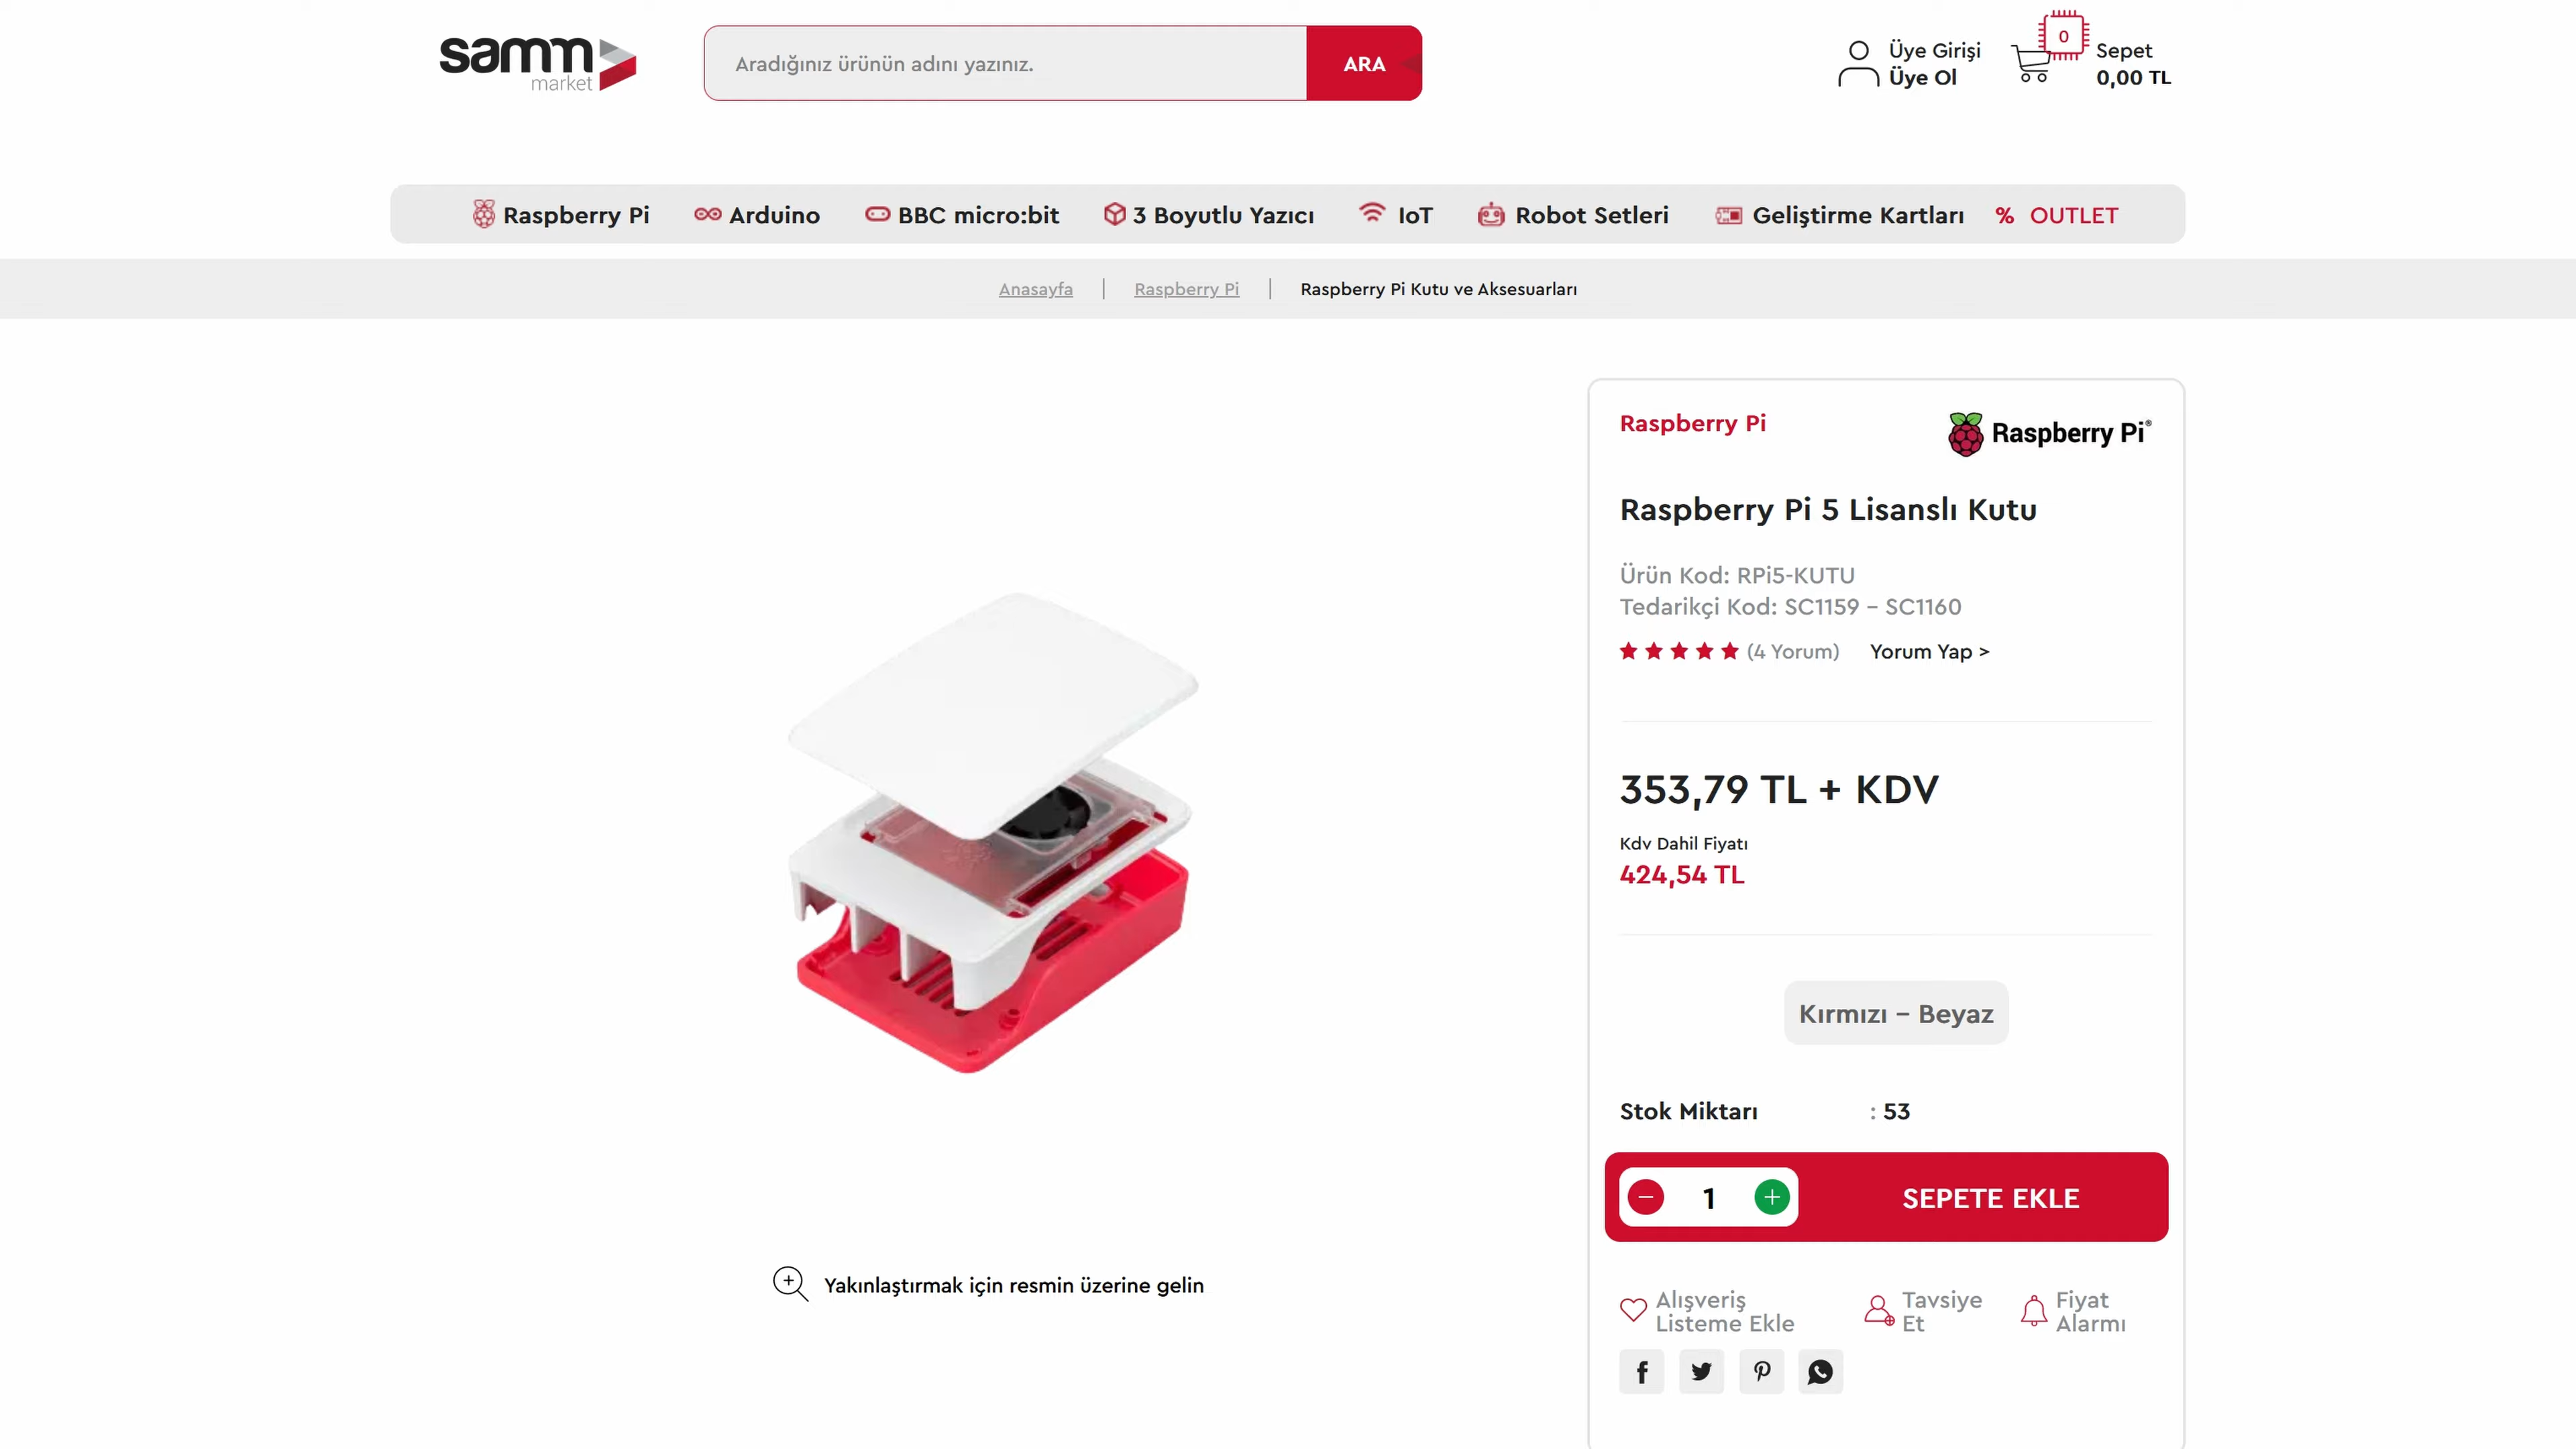 samm
market
Aradığınız ürünün adını yazınız.
ARA
Üye Girişi
Üye Ol
0
Sepet
0,00 TL
Raspberry Pi
Arduino
BBC micro:bit
3 Boyutlu Yazıcı
IoT
Robot Setleri
Geliştirme Kartları
% OUTLET
Anasayfa | Raspberry Pi | Raspberry Pi Kutu ve Aksesuarları
Raspberry Pi
Raspberry Pi®
Raspberry Pi 5 Lisanslı Kutu
Ürün Kod: RPi5-KUTU
Tedarikçi Kod: SC1159 - SC1160
(4 Yorum) Yorum Yap >
353,79 TL + KDV
Kdv Dahil Fiyatı
424,54 TL
Kırmızı - Beyaz
Stok Miktarı : 53
1
SEPETE EKLE
Yakınlaştırmak için resmin üzerine gelin
Alışveriş
Listeme Ekle
Tavsiye
Et
Fiyat
Alarmı